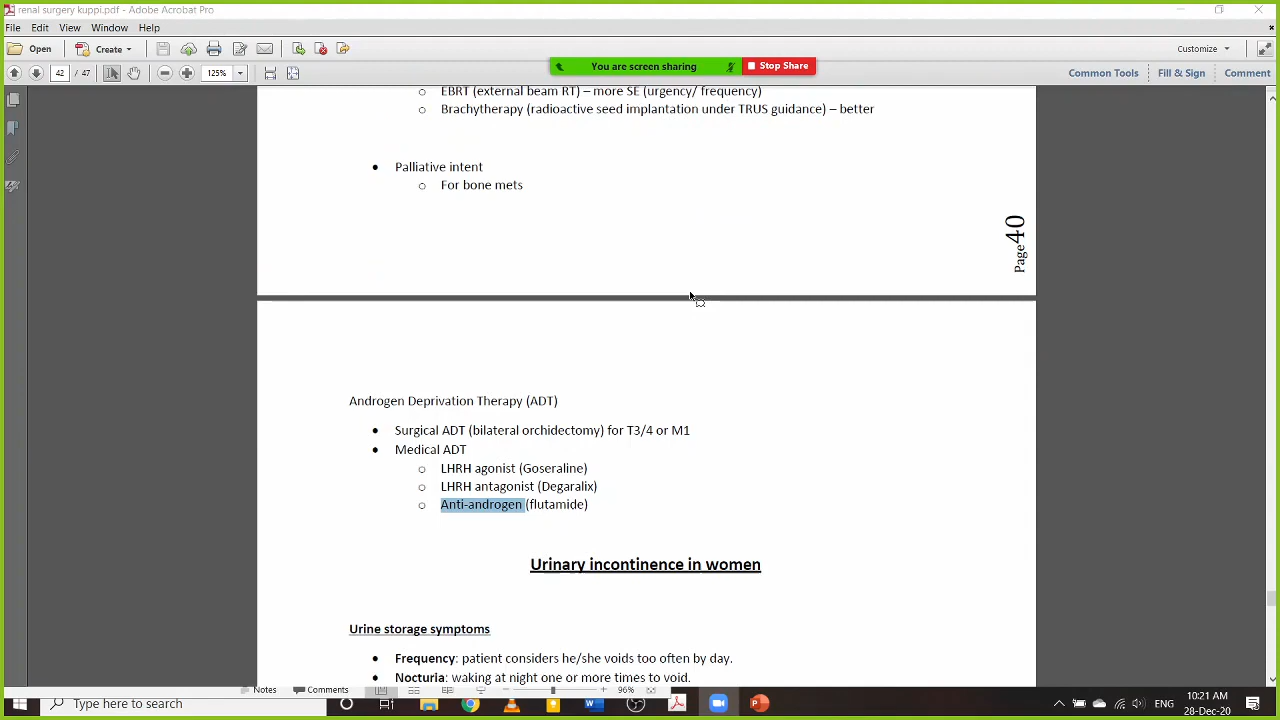 renal surgery kuppi.pdf - Adobe Acrobat Pro
File Edit View Window Help
Open Create Customize
42 / 47 125% Common Tools Fill & Sign Comment
You are screen sharing Stop Share
EBRT (external beam RT) – more SE (urgency/ frequency)
Brachytherapy (radioactive seed implantation under TRUS guidance) – better
Palliative intent
For bone mets
Page 40
Androgen Deprivation Therapy (ADT)
Surgical ADT (bilateral orchidectomy) for T3/4 or M1
Medical ADT
LHRH agonist (Goseraline)
LHRH antagonist (Degaralix)
Anti-androgen (flutamide)
Urinary incontinence in women
Urine storage symptoms
Frequency: patient considers he/she voids too often by day.
Nocturia: waking at night one or more times to void.
Notes Comments 96%
Type here to search
ENG
10:21 AM
28-Dec-20